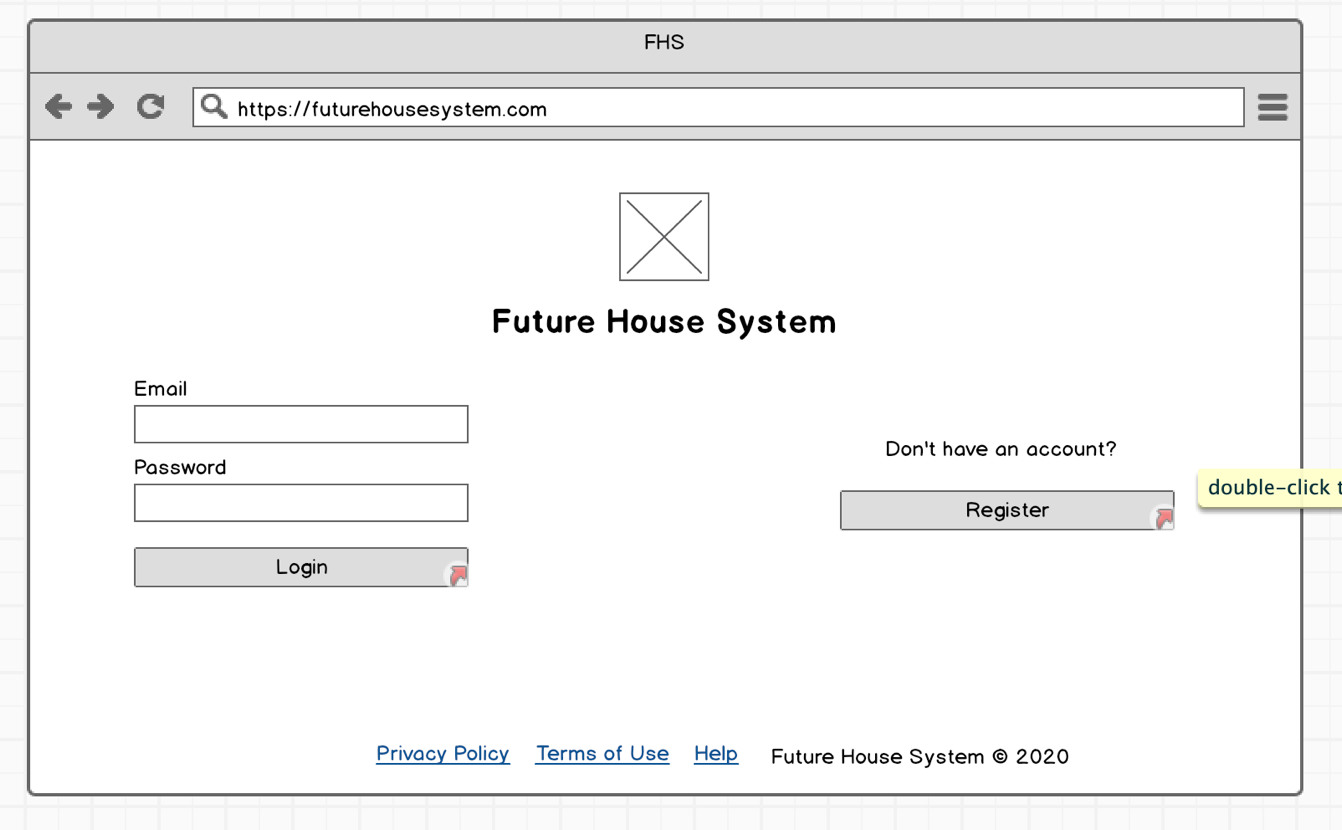 FHS
https://futurehousesystem.com
Future House System
Email
Password
Login
Don't have an account?
Register
double-click
Privacy Policy Terms of Use Help Future House System © 2020